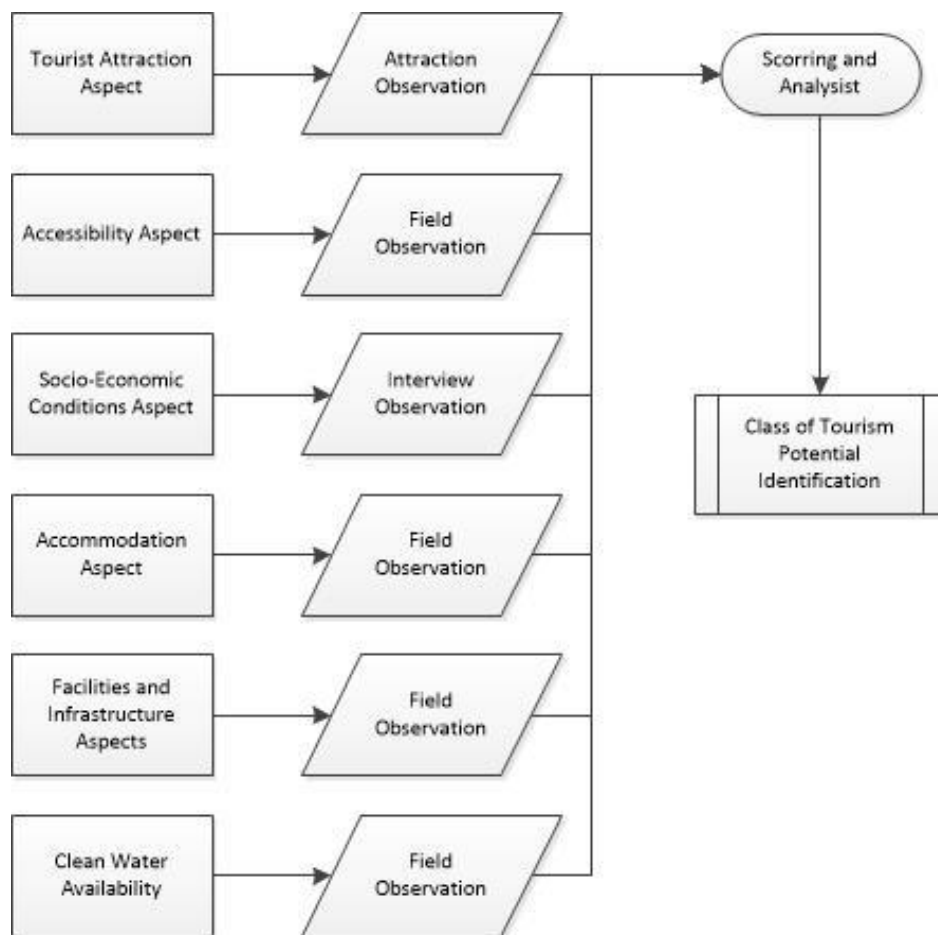 Tourist Attraction
Aspect
Attraction
Observation
Scorring and
Analysist
Accessibility Aspect
Field
Observation
Socio-Economic
Conditions Aspect
Interview
Observation
Class of Tourism
Potential
Identification
Accommodation
Aspect
Field
Observation
Facilities and
Infrastructure
Aspects
Field
Observation
Clean Water
Availability
Field
Observation